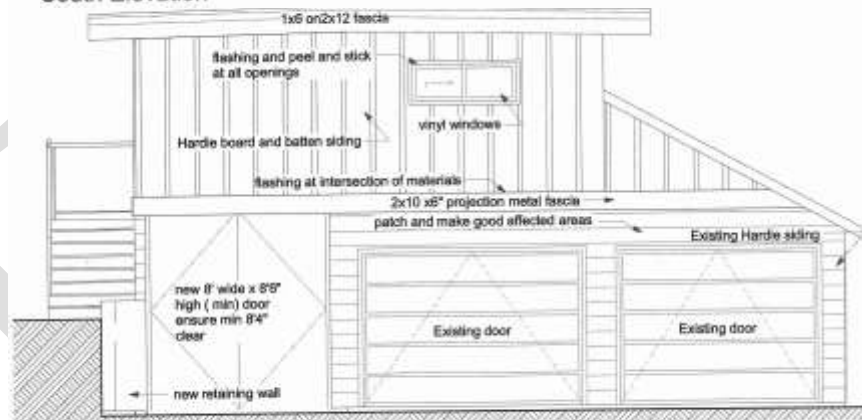 South Elevation
1x6 on2x12 fascia
flashing and peel and stick
at all openings
vinyl windows
Hardie board and batten siding
flashing at intersection of materials
2x10 x6" projection metal fascia
patch and make good affected areas
Existing Hardie siding
new 8' wide x 8'6"
high ( min) door
ensure min 8'4"
clear
Existing door
Existing door
new retaining wall